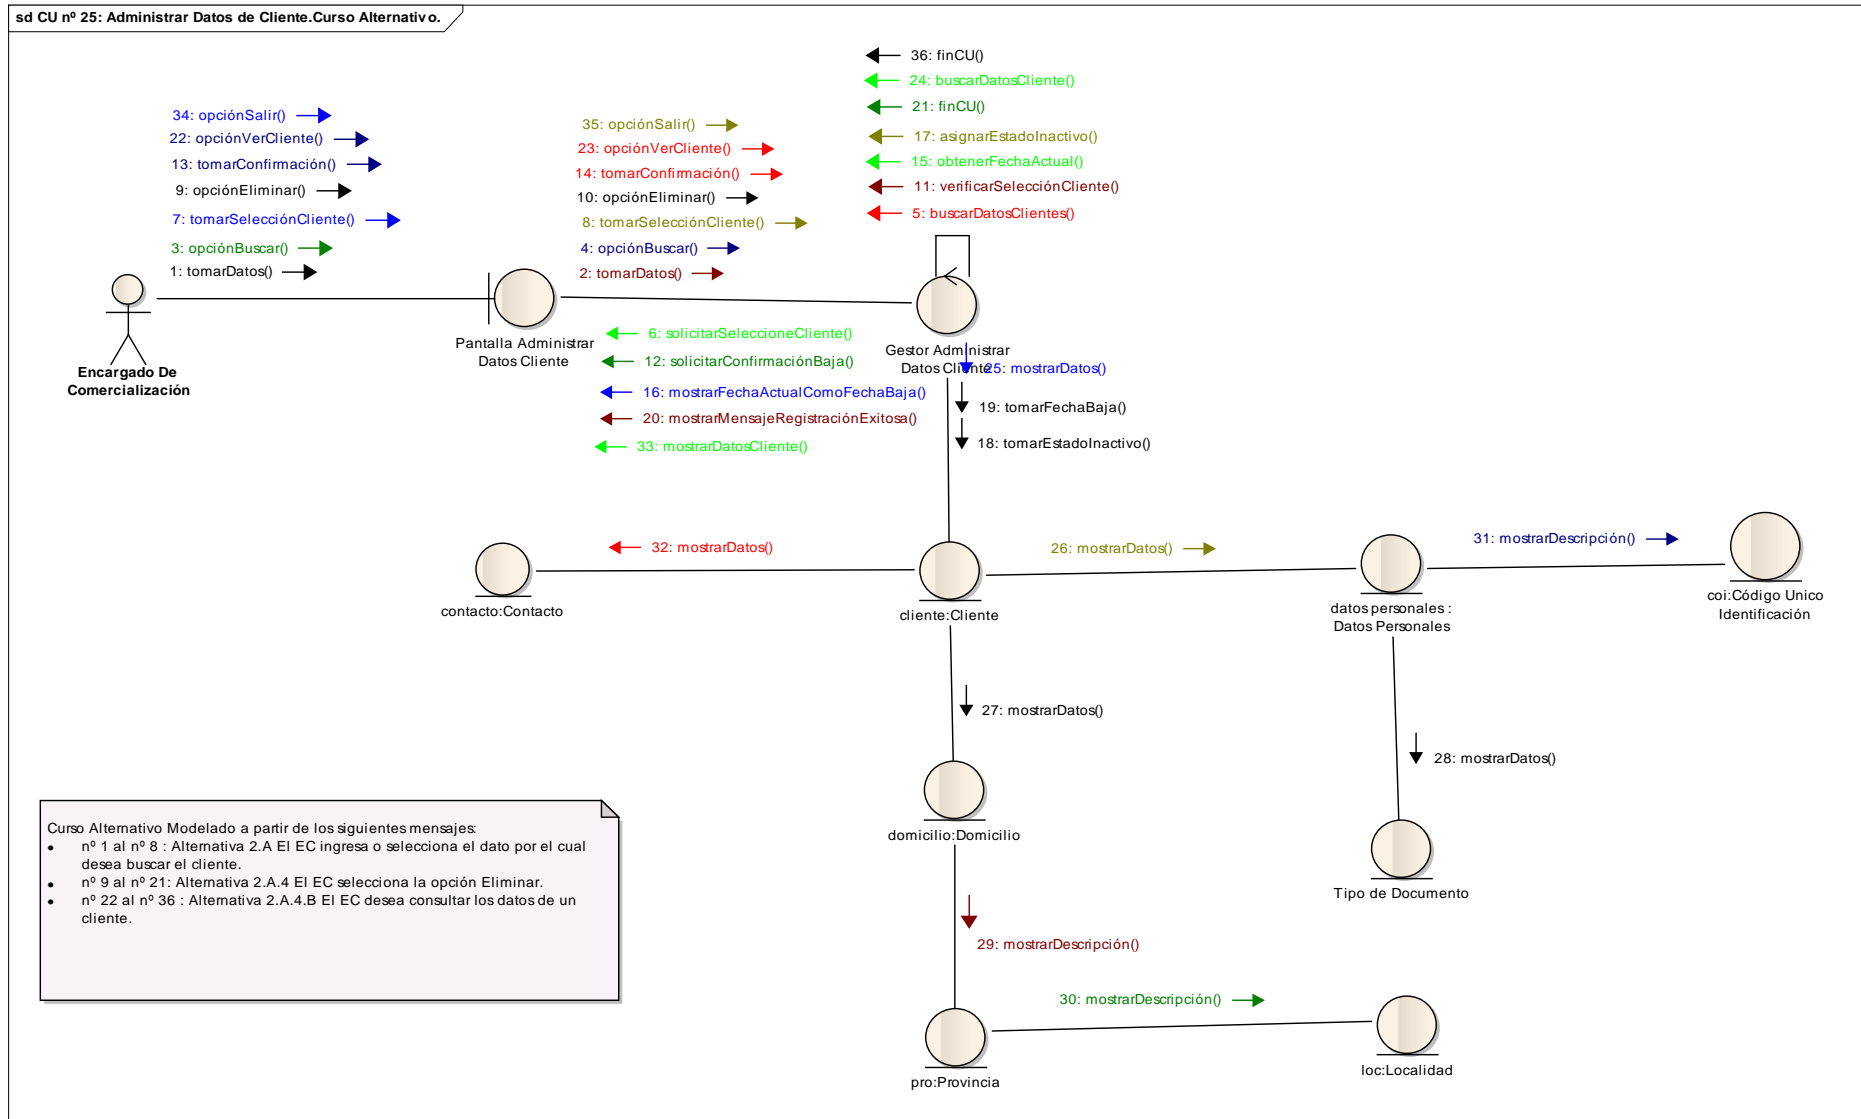 sd CU nº 25: Administrar Datos de Cliente.Curso Alternativo.
36: finCU()
24: buscarDatosCliente()
21: finCU()
17: asignarEstadoInactivo()
15: obtenerFechaActual()
11: verificarSelecciónCliente()
5: buscarDatosClientes()
34: opciónSalir()
22: opciónVerCliente()
13: tomarConfirmación()
9: opciónEliminar()
7: tomarSelecciónCliente()
3: opciónBuscar()
1: tomarDatos()
35: opciónSalir()
23: opciónVerCliente()
14: tomarConfirmación()
10: opciónEliminar()
8: tomarSelecciónCliente()
4: opciónBuscar()
2: tomarDatos()
Encargado De
Comercialización
Pantalla Administrar
Datos Cliente
Gestor Administrar
Datos Cliente
6: solicitarSeleccioneCliente()
12: solicitarConfirmaciónBaja()
16: mostrarFechaActualComoFechaBaja()
20: mostrarMensajeRegistraciónExitosa()
33: mostrarDatosCliente()
25: mostrarDatos()
19: tomarFechaBaja()
18: tomarEstadoInactivo()
32: mostrarDatos()
26: mostrarDatos()
31: mostrarDescripción()
contacto:Contacto
cliente:Cliente
datos personales :
Datos Personales
coi:Código Unico
Identificación
27: mostrarDatos()
28: mostrarDatos()
domicilio:Domicilio
Tipo de Documento
29: mostrarDescripción()
30: mostrarDescripción()
pro:Provincia
loc:Localidad
Curso Alternativo Modelado a partir de los siguientes mensajes:
• nº 1 al nº 8 : Alternativa 2.A El EC ingresa o selecciona el dato por el cual
desea buscar el cliente.
• nº 9 al nº 21: Alternativa 2.A.4 El EC selecciona la opción Eliminar.
• nº 22 al nº 36 : Alternativa 2.A.4.B El EC desea consultar los datos de un
cliente.